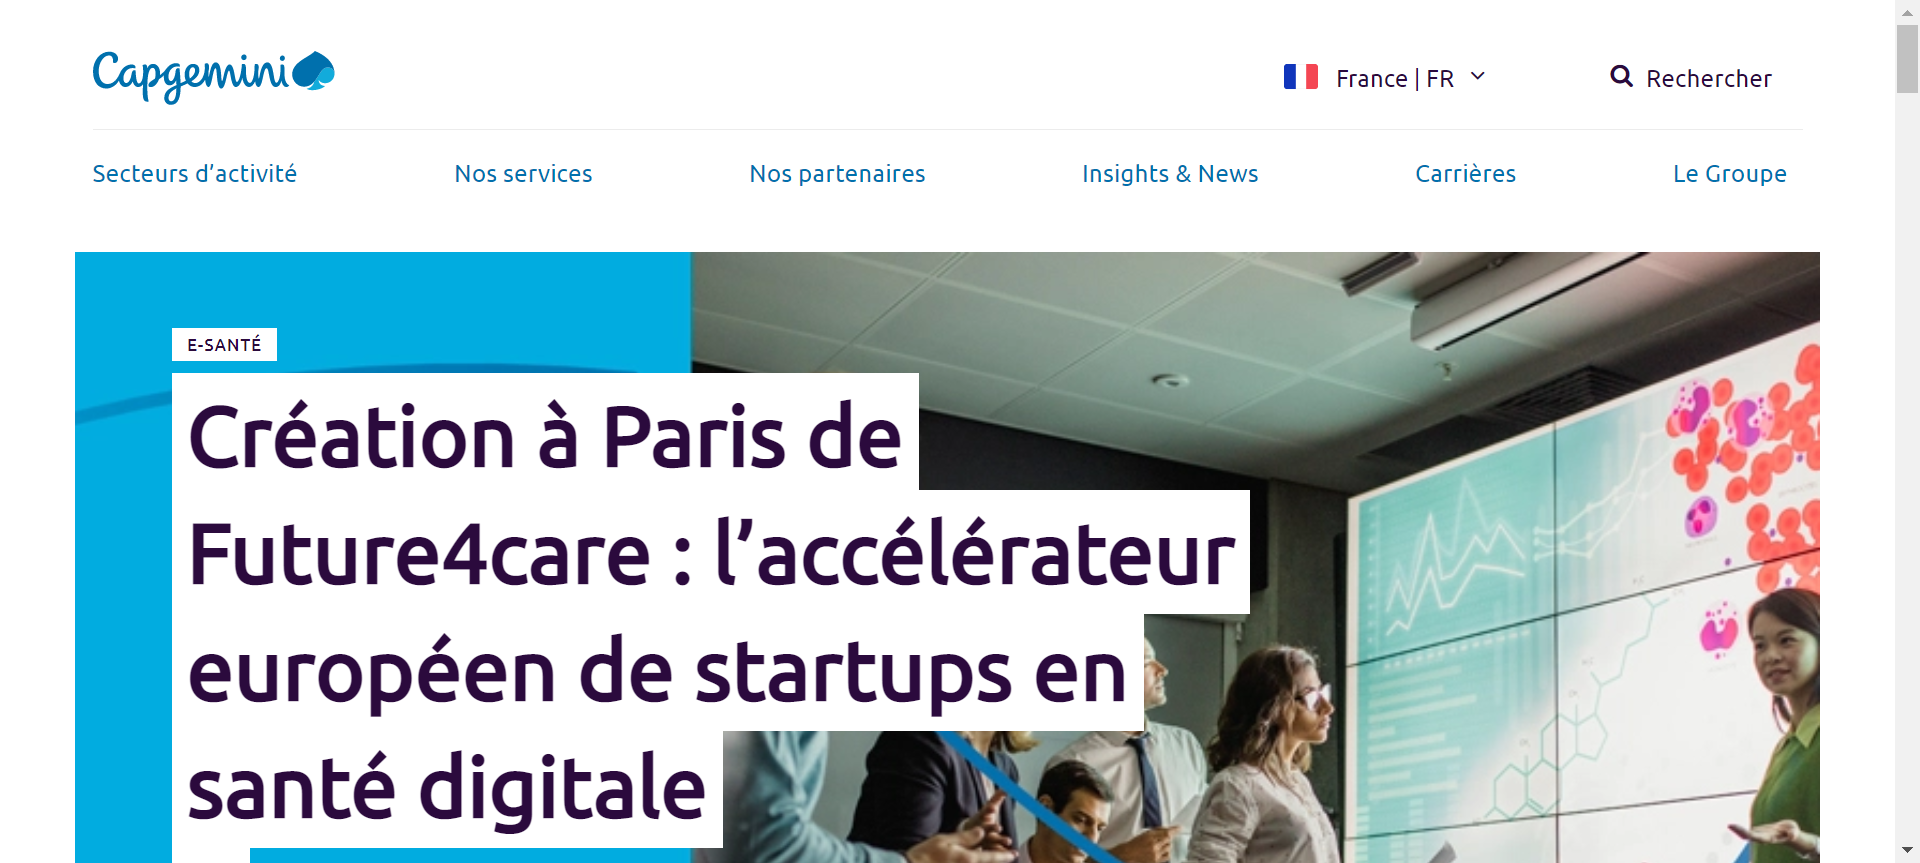 Capgemini
France | FR
Rechercher
Secteurs d’activité
Nos services
Nos partenaires
Insights & News
Carrières
Le Groupe
E-SANTÉ
Création à Paris de
Future4care : l’accélérateur
européen de startups en
santé digitale